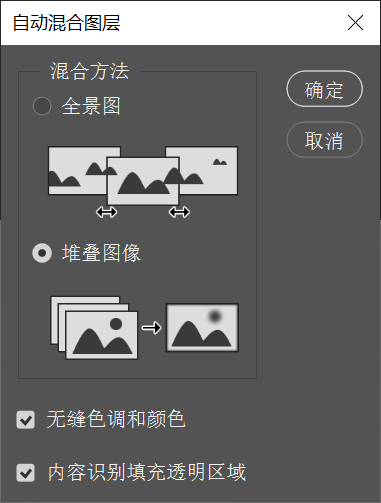 自动混合图层
混合方法
全景图
确定
取消
堆叠图像
无缝色调和颜色
内容识别填充透明区域